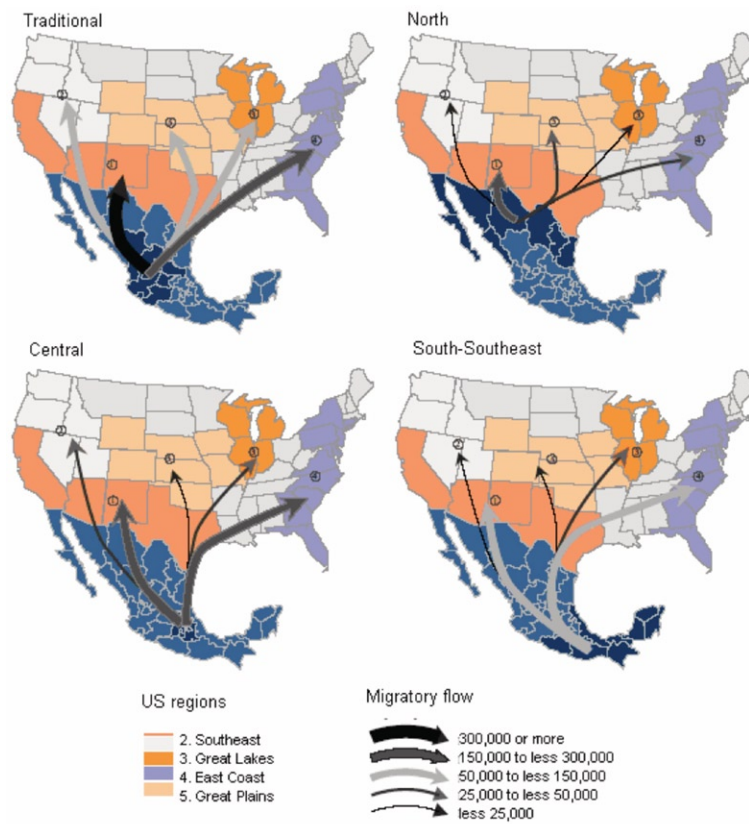 Traditional
North
Central
South-Southeast
US regions
2. Southeast
3. Great Lakes
4. East Coast
5. Great Plains
Migratory flow
300,000 or more
150,000 to less 300,000
50,000 to less 150,000
25,000 to less 50,000
less 25,000